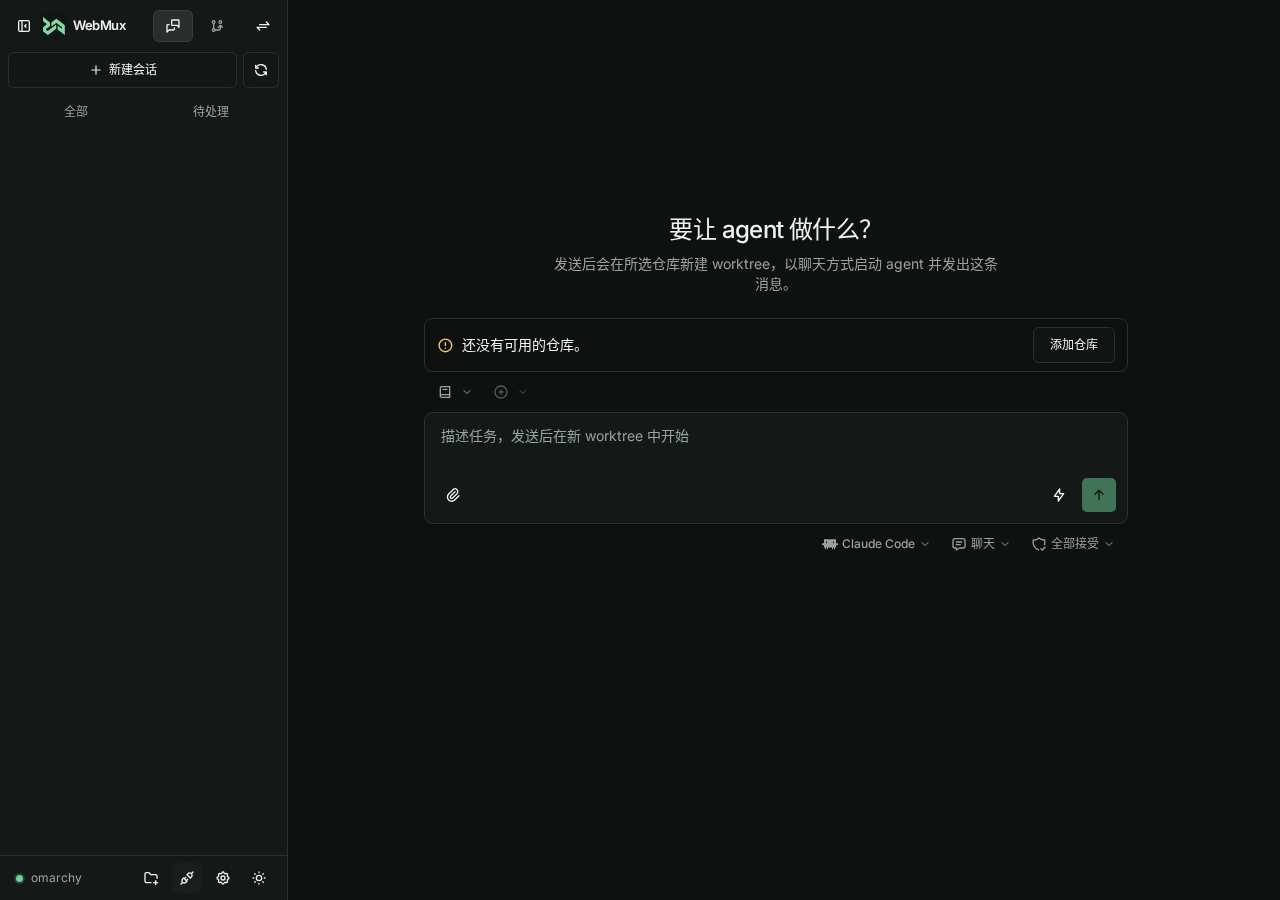 WebMux
新建会话
全部
待处理
要让 agent 做什么？
发送后会在所选仓库新建 worktree，以聊天方式启动 agent 并发出这条
消息。
还没有可用的仓库。
添加仓库
描述任务，发送后在新 worktree 中开始
Claude Code
聊天
全部接受
omarchy